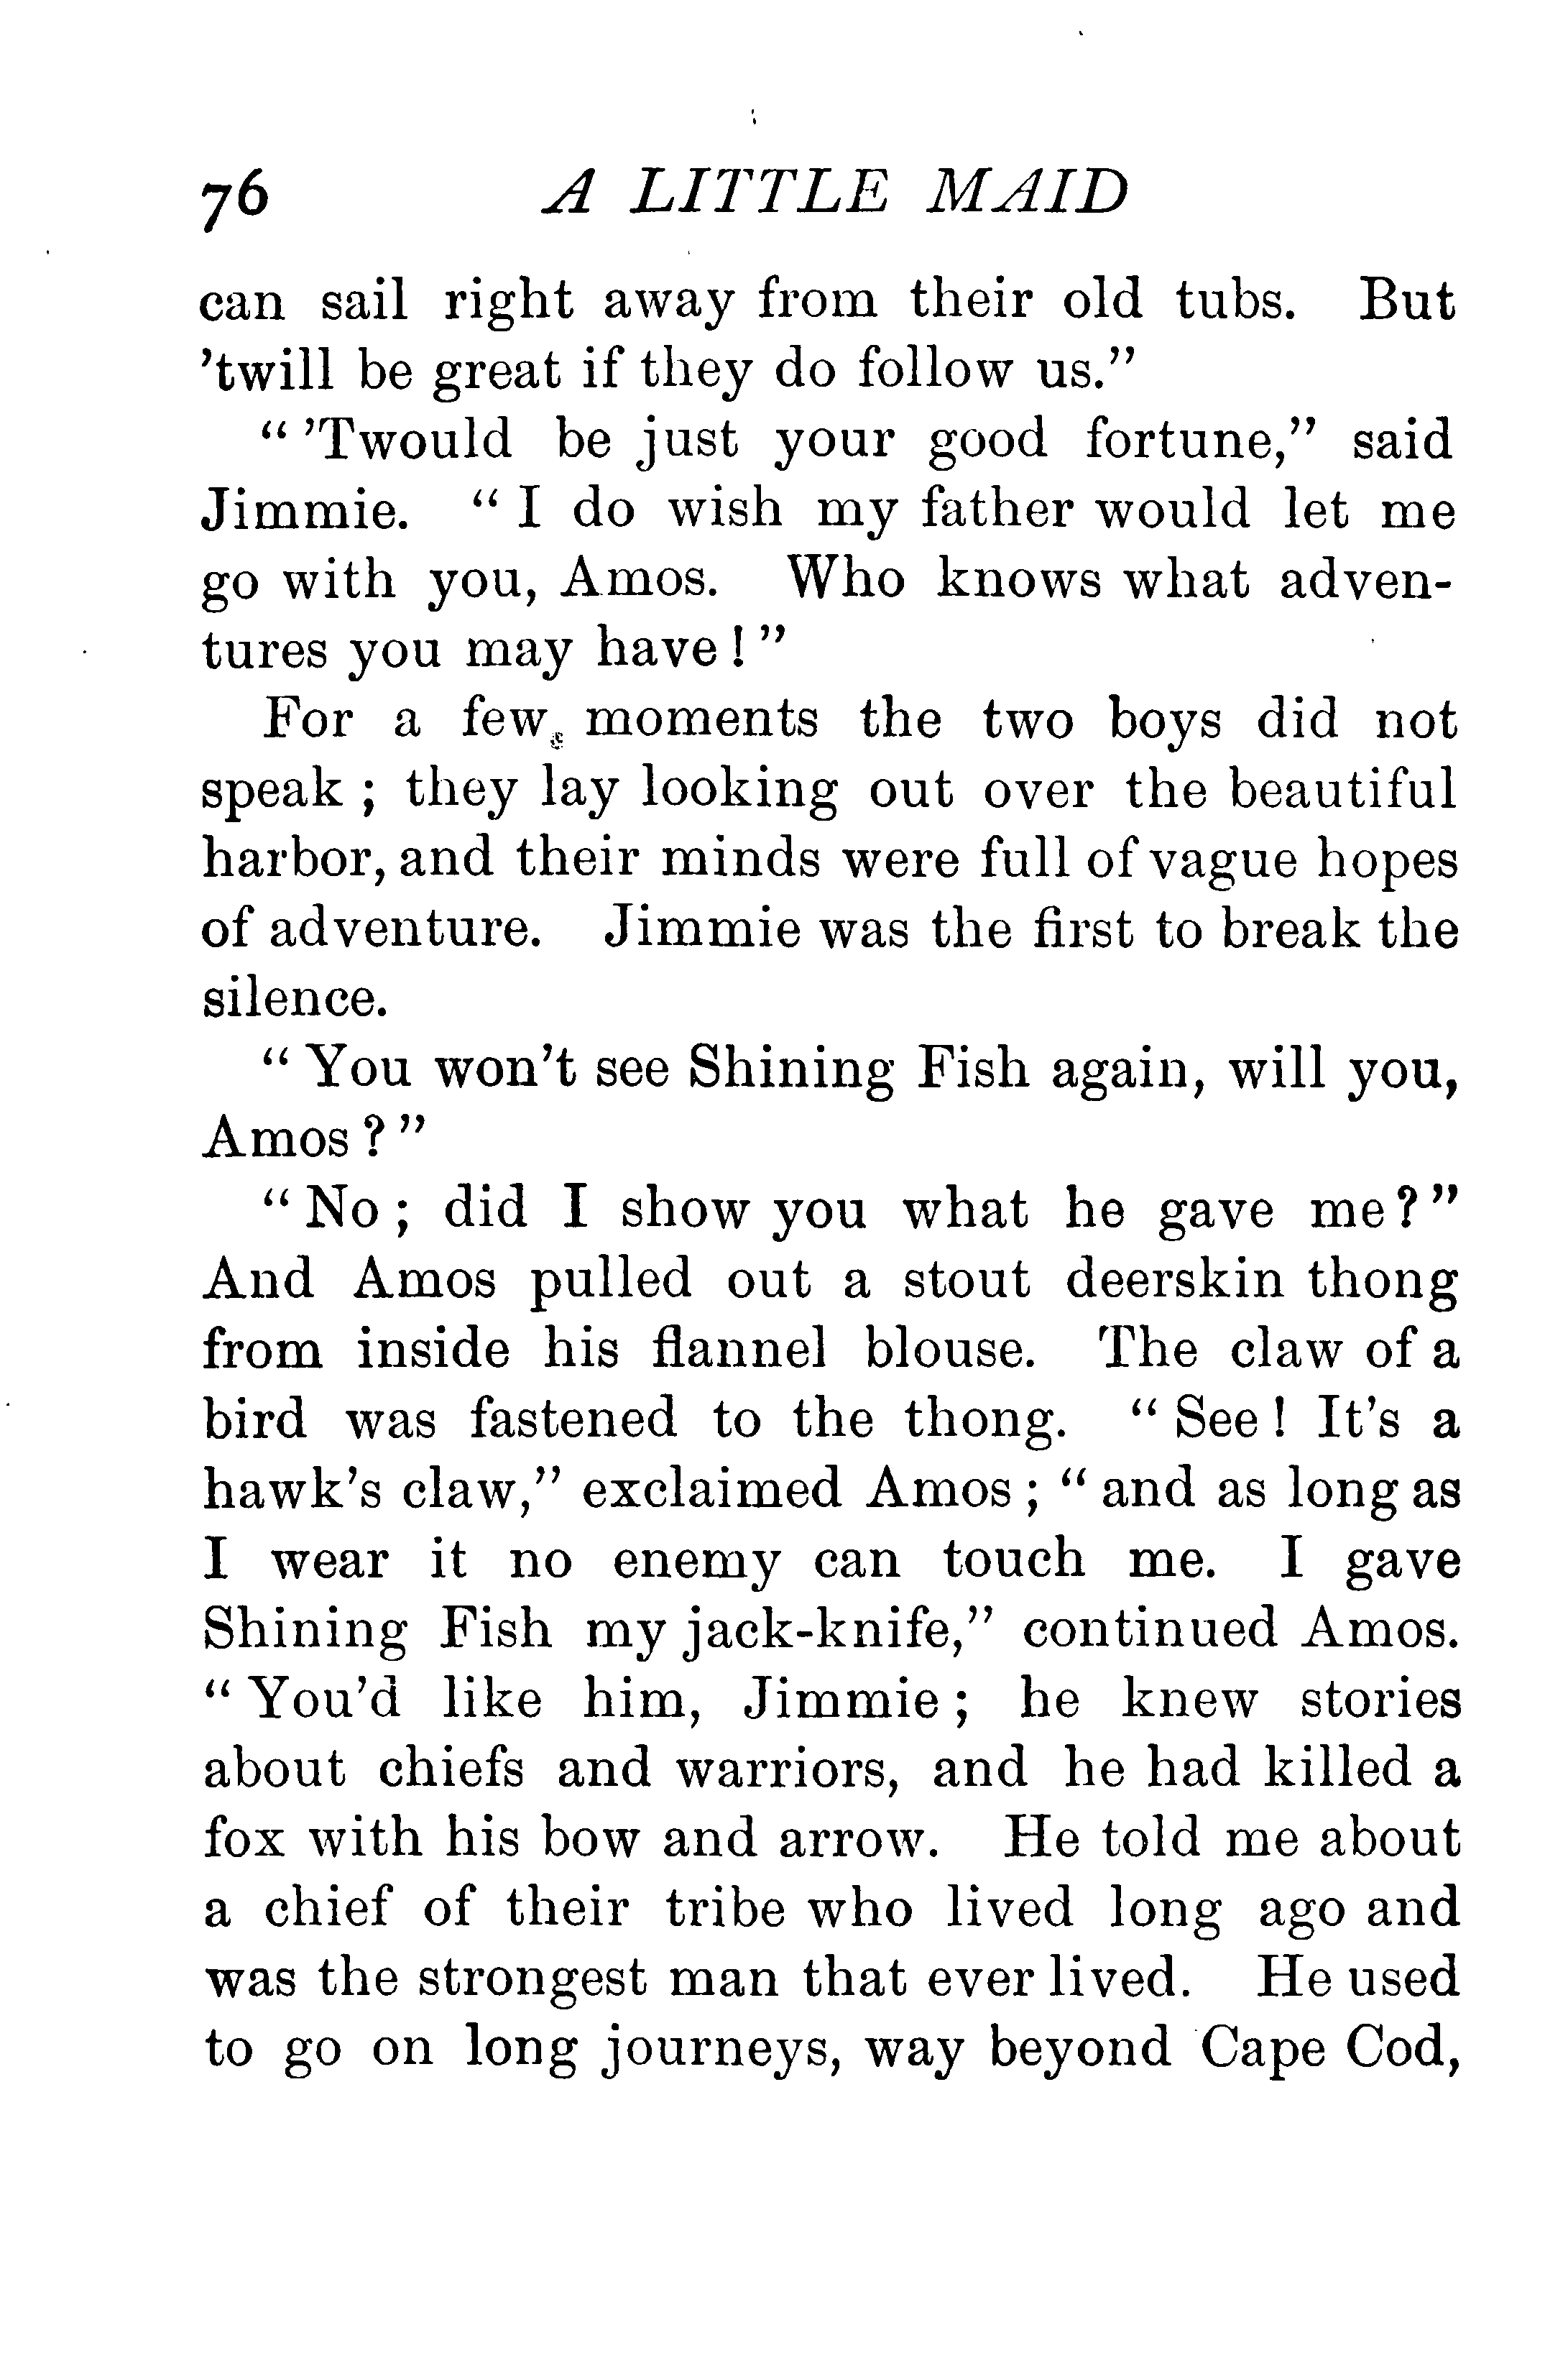 76 A LITTLE MAID
can sail right away from their old tubs. But
’twill be great if they do follow us.”
“ ’Twould be just your good fortune,” said
Jimmie. “ I do wish my father would let me
go with you, Amos. Who knows what adven-
tures you may have ! ”
For a few moments the two boys did not
speak ; they lay looking out over the beautiful
harbor, and their minds were full of vague hopes
of adventure. Jimmie was the first to break the
silence.
“ You won’t see Shining Fish again, will you,
Amos ? ”
“ No ; did I show you what he gave me? ”
And Amos pulled out a stout deerskin thong
from inside his flannel blouse. The claw of a
bird was fastened to the thong. “ See ! It’s a
hawk’s claw,” exclaimed Amos ; “ and as long as
I wear it no enemy can touch me. I gave
Shining Fish my jack-knife,” continued Amos.
“ You’d like him, Jimmie ; he knew stories
about chiefs and warriors, and he had killed a
fox with his bow and arrow. He told me about
a chief of their tribe who lived long ago and
was the strongest man that ever lived. He used
to go on long journeys, way beyond Cape Cod,